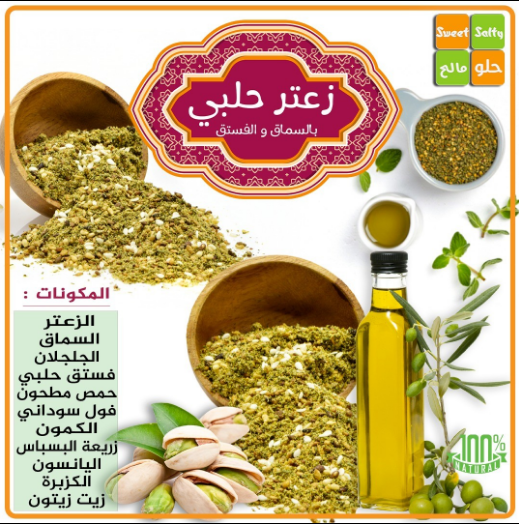 Sweet Salty
حلو مالح
زعتر حلبي
بالسماق و الفستق
المكونات :
الزعتر
السماق
الجلجلان
فستق حلبي
حمص مطحون
فول سوداني
الكمون
زريعة البسباس
اليانسون
الكزبرة
زيت زيتون
100%
NATURAL